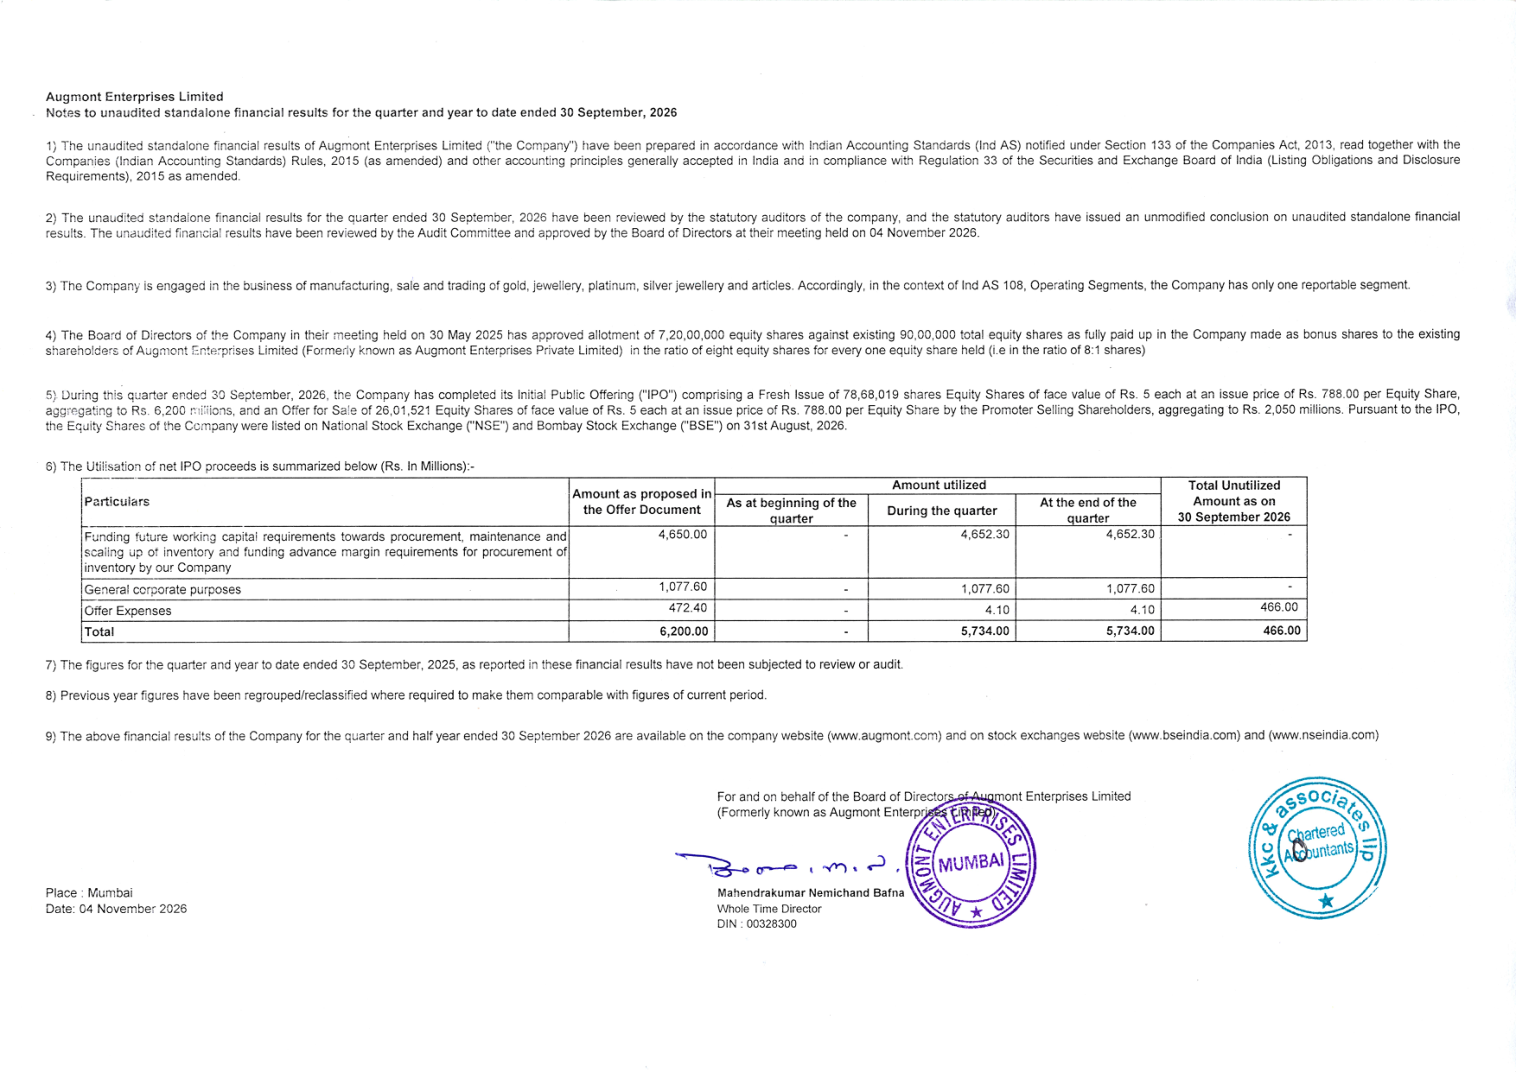 Augmont Enterprises Limited
Notes to unaudited standalone financial results for the quarter and year to date ended 30 September, 2026
1) The unaudited standalone financial results of Augmont Enterprises Limited ("the Company") have been prepared in accordance with Indian Accounting Standards (Ind AS) notified under Section 133 of the Companies Act, 2013, read together with the
Companies (Indian Accounting Standards) Rules, 2015 (as amended) and other accounting principles generally accepted in India and in compliance with Regulation 33 of the Securities and Exchange Board of India (Listing Obligations and Disclosure
Requirements), 2015 as amended.
2) The unaudited standalone financial results for the quarter ended 30 September, 2026 have been reviewed by the statutory auditors of the company, and the statutory auditors have issued an unmodified conclusion on unaudited standalone financial
results. The unaudited financial results have been reviewed by the Audit Committee and approved by the Board of Directors at their meeting held on 04 November 2026.
3) The Company is engaged in the business of manufacturing, sale and trading of gold, jewellery, platinum, silver jewellery and articles. Accordingly, in the context of Ind AS 108, Operating Segments, the Company has only one reportable segment.
4) The Board of Directors of the Company in their meeting held on 30 May 2025 has approved allotment of 7,20,00,000 equity shares against existing 90,00,000 total equity shares as fully paid up in the Company made as bonus shares to the existing
shareholders of Augmont Enterprises Limited (Formerly known as Augmont Enterprises Private Limited) in the ratio of eight equity shares for every one equity share held (i.e in the ratio of 8:1 shares)
5) During this quarter ended 30 September, 2026, the Company has completed its Initial Public Offering ("IPO") comprising a Fresh Issue of 78,68,019 shares Equity Shares of face value of Rs. 5 each at an issue price of Rs. 788.00 per Equity Share,
aggregating to Rs. 6,200 millions, and an Offer for Sale of 26,01,521 Equity Shares of face value of Rs. 5 each at an issue price of Rs. 788.00 per Equity Share by the Promoter Selling Shareholders, aggregating to Rs. 2,050 millions. Pursuant to the IPO,
the Equity Shares of the Company were listed on National Stock Exchange ("NSE") and Bombay Stock Exchange ("BSE") on 31st August, 2026.
6) The Utilisation of net IPO proceeds is summarized below (Rs. In Millions):-
Particulars
Amount as proposed in
the Offer Document
Amount utilized
As at beginning of the
quarter
During the quarter
At the end of the
quarter
Total Unutilized
Amount as on
30 September 2026
Funding future working capital requirements towards procurement, maintenance and
scaling up of inventory and funding advance margin requirements for procurement of
inventory by our Company
4,650.00 - 4,652.30 4,652.30 -
General corporate purposes 1,077.60 - 1,077.60 1,077.60 -
Offer Expenses 472.40 - 4.10 4.10 466.00
Total 6,200.00 - 5,734.00 5,734.00 466.00
7) The figures for the quarter and year to date ended 30 September, 2025, as reported in these financial results have not been subjected to review or audit.
8) Previous year figures have been regrouped/reclassified where required to make them comparable with figures of current period.
9) The above financial results of the Company for the quarter and half year ended 30 September 2026 are available on the company website (www.augmont.com) and on stock exchanges website (www.bseindia.com) and (www.nseindia.com)
For and on behalf of the Board of Directors of Augmont Enterprises Limited
(Formerly known as Augmont Enterprises Limited)
AUGMONT ENTERPRISES LIMITED
MUMBAI
kkc & associates llp
Chartered
Accountants
Mahendrakumar Nemichand Bafna
Whole Time Director
DIN : 00328300
Place : Mumbai
Date: 04 November 2026